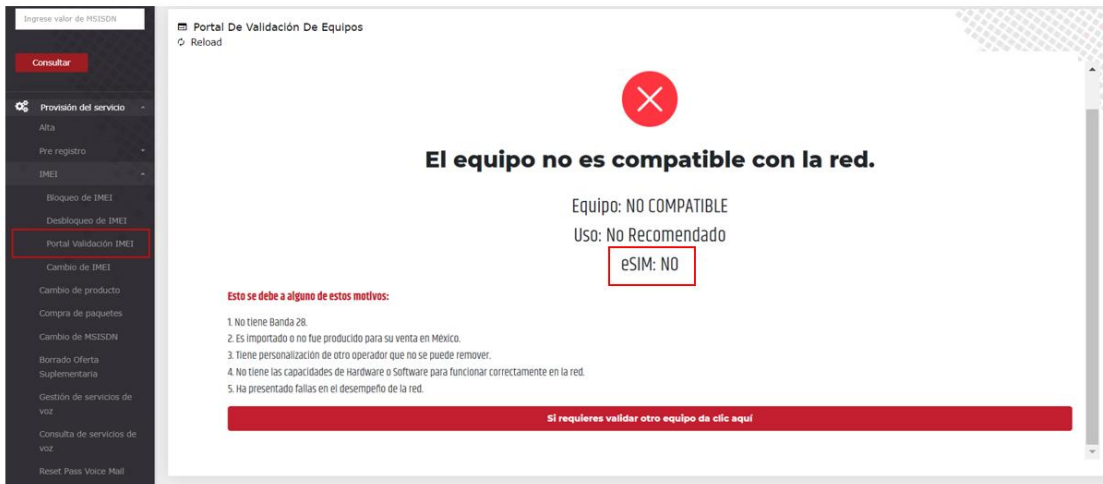 Ingrese valor de MSISDN
Consultar
Provisión del servicio
Alta
Pre registro
IMEI
Bloqueo de IMEI
Desbloqueo de IMEI
Portal Validación IMEI
Cambio de IMEI
Cambio de producto
Compra de paquetes
Cambio de MSISDN
Borrado Oferta
Suplementaria
Gestión de servicios de
voz
Consulta de servicios de
voz
Reset Pass Voice Mail
Portal De Validación De Equipos
Reload
El equipo no es compatible con la red.
Equipo: NO COMPATIBLE
Uso: No Recomendado
eSIM: NO
Esto se debe a alguno de estos motivos:
1. No tiene Banda 28.
2. Es importado o no fue producido para su venta en México.
3. Tiene personalización de otro operador que no se puede remover.
4. No tiene las capacidades de Hardware o Software para funcionar correctamente en la red.
5. Ha presentado fallas en el desempeño de la red.
Si requieres validar otro equipo da clic aquí